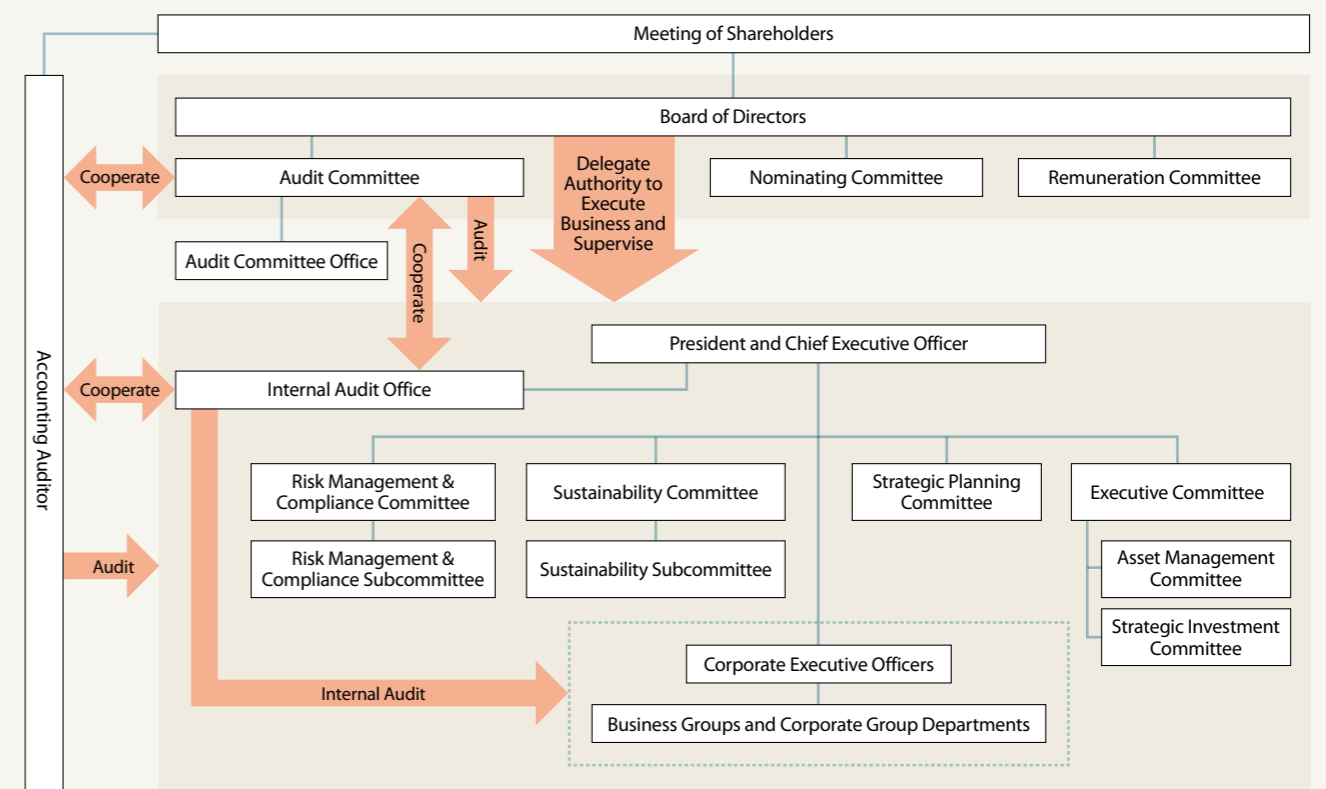 Meeting of Shareholders
Board of Directors
Cooperate
Audit Committee
Delegate
Authority to
Execute
Business and
Supervise
Nominating Committee
Remuneration Committee
Audit Committee Office
Cooperate
Audit
President and Chief Executive Officer
Accounting Auditor
Cooperate
Internal Audit Office
Risk Management &
Compliance Committee
Sustainability Committee
Strategic Planning
Committee
Executive Committee
Risk Management &
Compliance Subcommittee
Sustainability Subcommittee
Asset Management
Committee
Audit
Strategic Investment
Committee
Corporate Executive Officers
Internal Audit
Business Groups and Corporate Group Departments